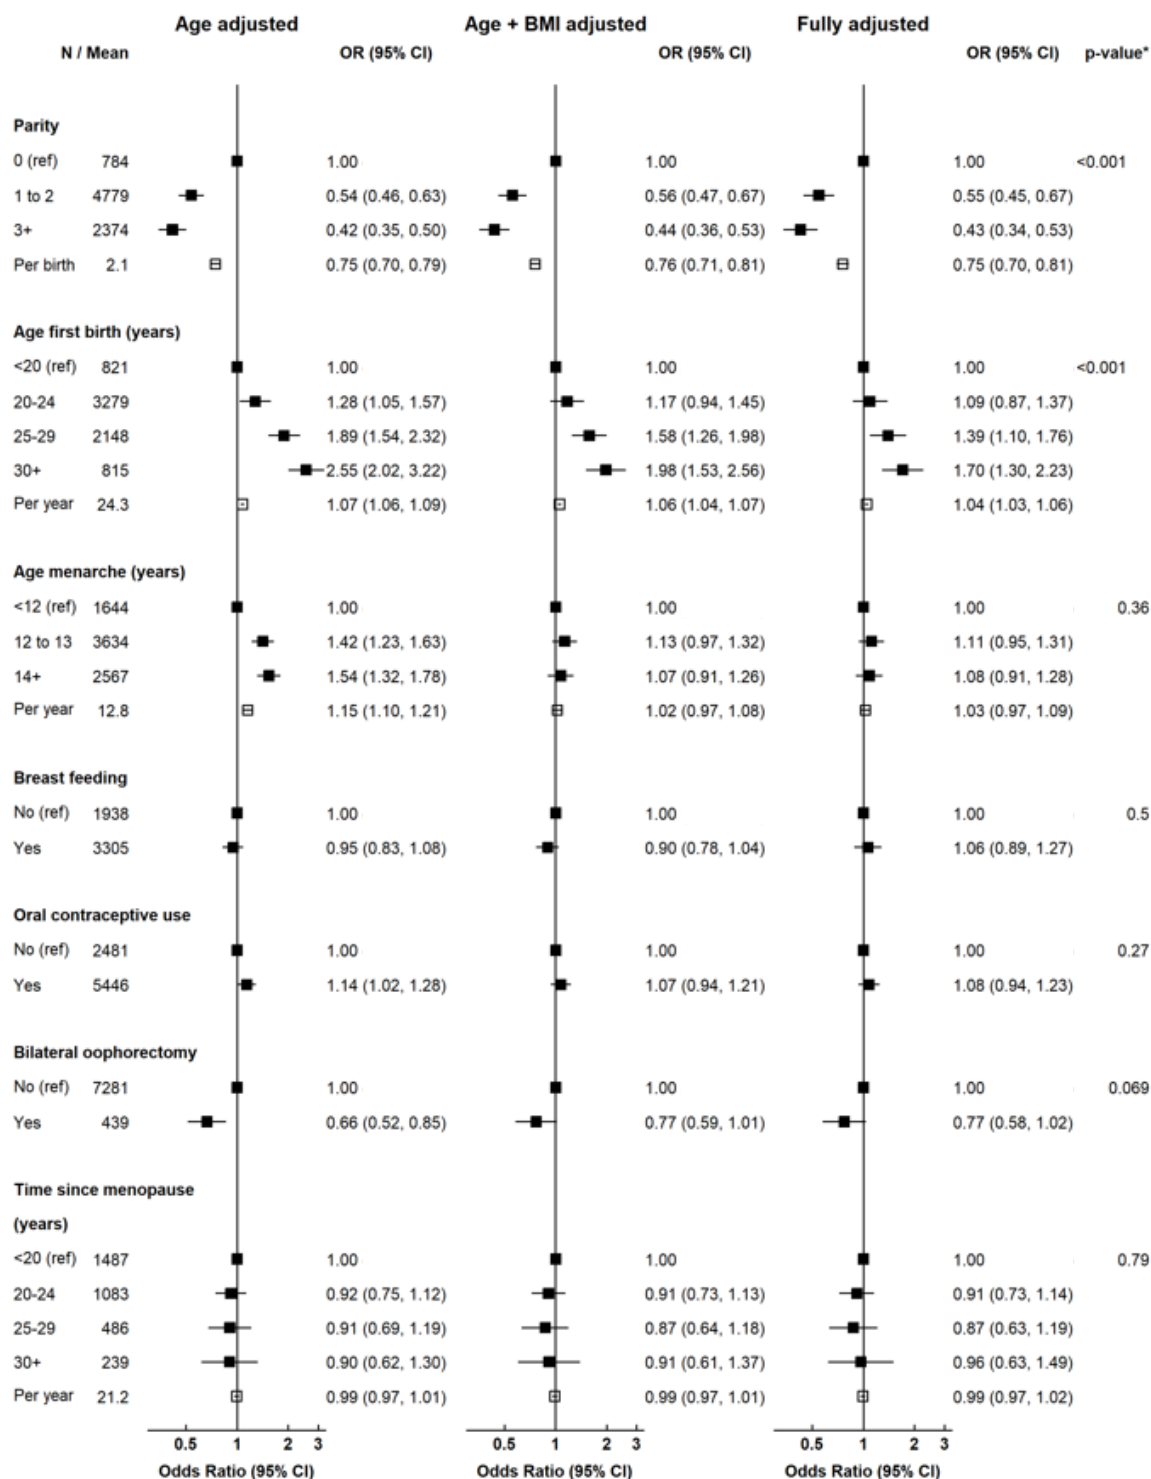 Age adjusted Age + BMI adjusted Fully adjusted
N / Mean OR (95% CI) OR (95% CI) OR (95% CI) p-value*
Parity
0 (ref) 784 1.00 1.00 1.00 <0.001
1 to 2 4779 0.54 (0.46, 0.63) 0.56 (0.47, 0.67) 0.55 (0.45, 0.67)
3+ 2374 0.42 (0.35, 0.50) 0.44 (0.36, 0.53) 0.43 (0.34, 0.53)
Per birth 2.1 0.75 (0.70, 0.79) 0.76 (0.71, 0.81) 0.75 (0.70, 0.81)
Age first birth (years)
<20 (ref) 821 1.00 1.00 1.00 <0.001
20-24 3279 1.28 (1.05, 1.57) 1.17 (0.94, 1.45) 1.09 (0.87, 1.37)
25-29 2148 1.89 (1.54, 2.32) 1.58 (1.26, 1.98) 1.39 (1.10, 1.76)
30+ 815 2.55 (2.02, 3.22) 1.98 (1.53, 2.56) 1.70 (1.30, 2.23)
Per year 24.3 1.07 (1.06, 1.09) 1.06 (1.04, 1.07) 1.04 (1.03, 1.06)
Age menarche (years)
<12 (ref) 1644 1.00 1.00 1.00 0.36
12 to 13 3634 1.42 (1.23, 1.63) 1.13 (0.97, 1.32) 1.11 (0.95, 1.31)
14+ 2567 1.54 (1.32, 1.78) 1.07 (0.91, 1.26) 1.08 (0.91, 1.28)
Per year 12.8 1.15 (1.10, 1.21) 1.02 (0.97, 1.08) 1.03 (0.97, 1.09)
Breast feeding
No (ref) 1938 1.00 1.00 1.00 0.5
Yes 3305 0.95 (0.83, 1.08) 0.90 (0.78, 1.04) 1.06 (0.89, 1.27)
Oral contraceptive use
No (ref) 2481 1.00 1.00 1.00 0.27
Yes 5446 1.14 (1.02, 1.28) 1.07 (0.94, 1.21) 1.08 (0.94, 1.23)
Bilateral oophorectomy
No (ref) 7281 1.00 1.00 1.00 0.069
Yes 439 0.66 (0.52, 0.85) 0.77 (0.59, 1.01) 0.77 (0.58, 1.02)
Time since menopause
(years)
<20 (ref) 1487 1.00 1.00 1.00 0.79
20-24 1083 0.92 (0.75, 1.12) 0.91 (0.73, 1.13) 0.91 (0.73, 1.14)
25-29 486 0.91 (0.69, 1.19) 0.87 (0.64, 1.18) 0.87 (0.63, 1.19)
30+ 239 0.90 (0.62, 1.30) 0.91 (0.61, 1.37) 0.96 (0.63, 1.49)
Per year 21.2 0.99 (0.97, 1.01) 0.99 (0.97, 1.01) 0.99 (0.97, 1.02)
0.5 1 2 3 0.5 1 2 3 0.5 1 2 3
Odds Ratio (95% CI) Odds Ratio (95% CI) Odds Ratio (95% CI)